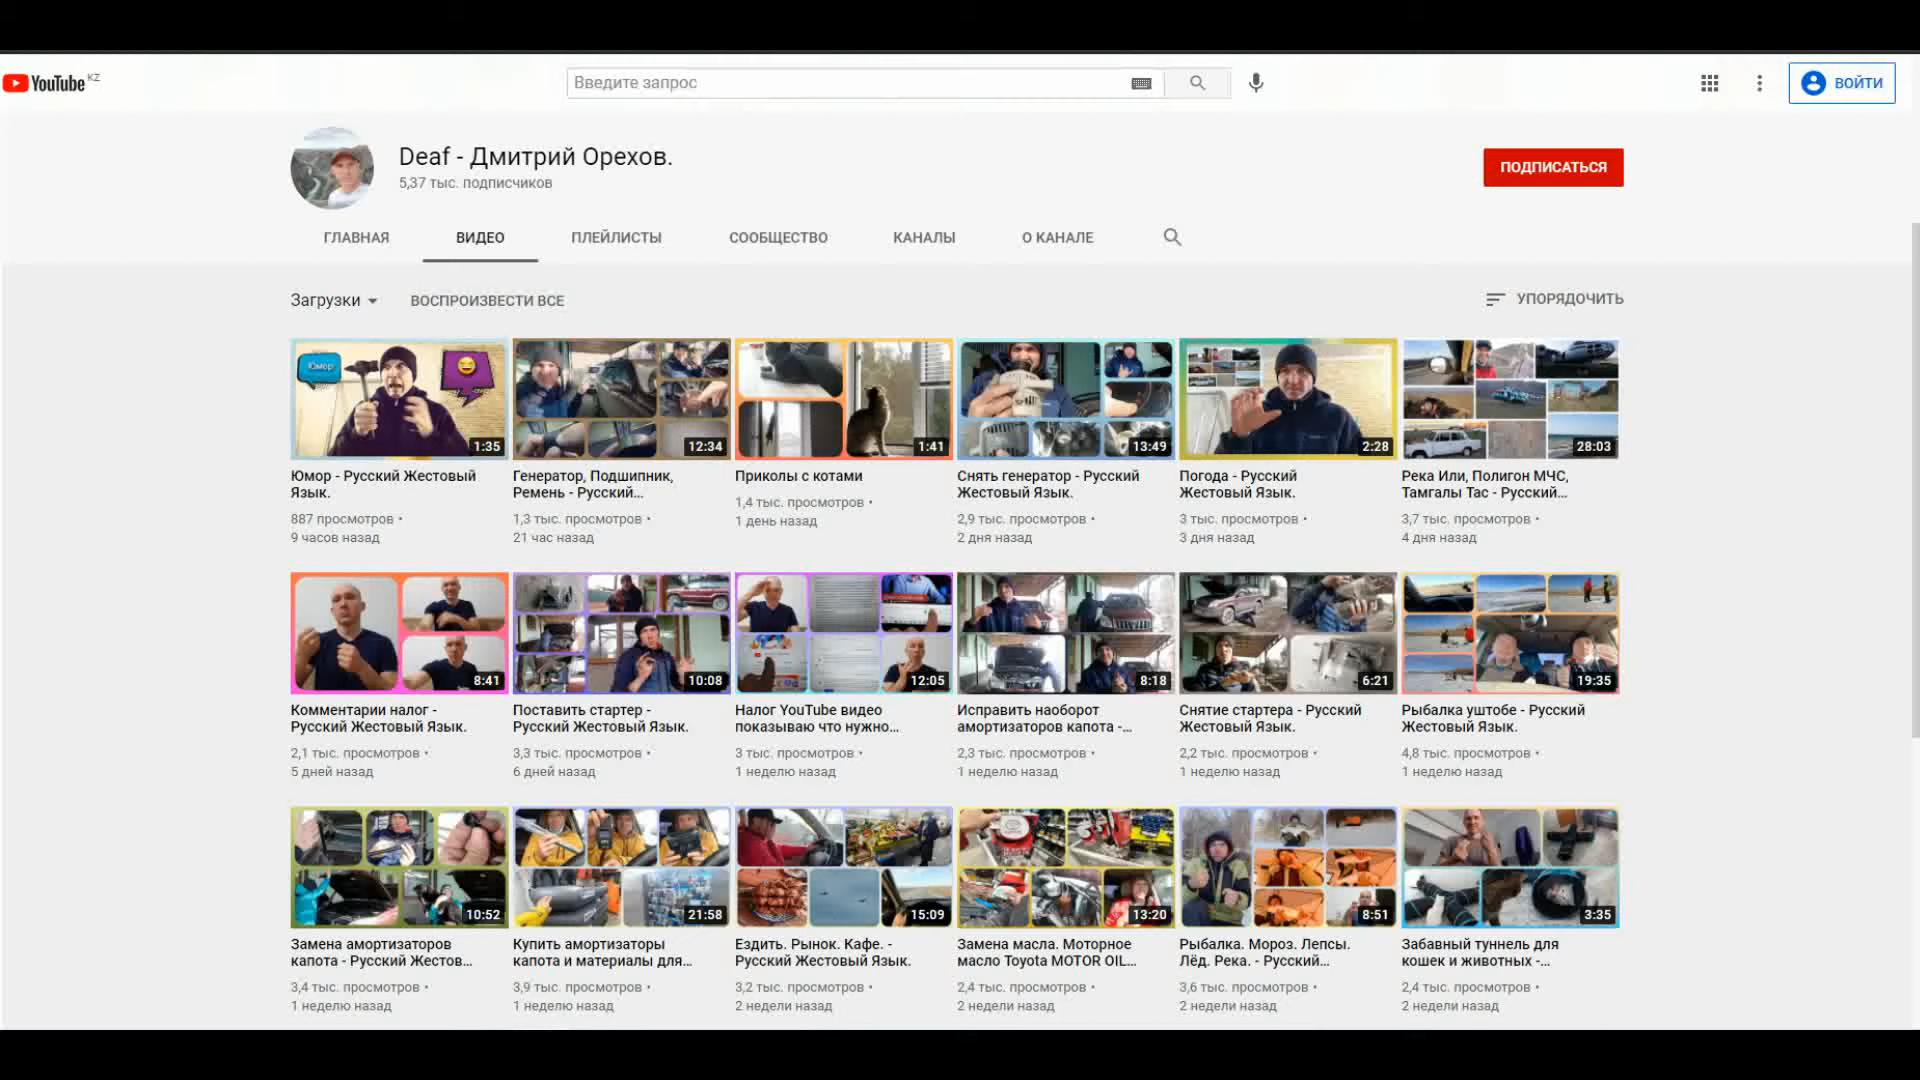 YouTube KZ
Введите запрос
ВОЙТИ
Deaf - Дмитрий Орехов.
5,37 тыс. подписчиков
ПОДПИСАТЬСЯ
ГЛАВНАЯ ВИДЕО ПЛЕЙЛИСТЫ СООБЩЕСТВО КАНАЛЫ О КАНАЛЕ
Загрузки ВОСПРОИЗВЕСТИ ВСЕ УПОРЯДОЧИТЬ
Юмор
1:35 12:34 1:41 13:49 2:28 28:03
Юмор - Русский Жестовый
Язык.
887 просмотров •
9 часов назад
Генератор, Подшипник,
Ремень - Русский...
1,3 тыс. просмотров •
21 час назад
Приколы с котами
1,4 тыс. просмотров •
1 день назад
Снять генератор - Русский
Жестовый Язык.
2,9 тыс. просмотров •
2 дня назад
Погода - Русский
Жестовый Язык.
3 тыс. просмотров •
3 дня назад
Река Или, Полигон МЧС,
Тамгалы Тас - Русский...
3,7 тыс. просмотров •
4 дня назад
8:41 10:08 12:05 8:18 6:21 19:35
Комментарии налог -
Русский Жестовый Язык.
2,1 тыс. просмотров •
5 дней назад
Поставить стартер -
Русский Жестовый Язык.
3,3 тыс. просмотров •
6 дней назад
Налог YouTube видео
показываю что нужно...
3 тыс. просмотров •
1 неделю назад
Исправить наоборот
амортизаторов капота -...
2,3 тыс. просмотров •
1 неделю назад
Снятие стартера - Русский
Жестовый Язык.
2,2 тыс. просмотров •
1 неделю назад
Рыбалка уштобе - Русский
Жестовый Язык.
4,8 тыс. просмотров •
1 неделю назад
10:52 21:58 15:09 13:20 8:51 3:35
Замена амортизаторов
капота - Русский Жестов...
3,4 тыс. просмотров •
1 неделю назад
Купить амортизаторы
капота и материалы для...
3,9 тыс. просмотров •
1 неделю назад
Ездить. Рынок. Кафе. -
Русский Жестовый Язык.
3,2 тыс. просмотров •
2 недели назад
Замена масла. Моторное
масло Toyota MOTOR OIL...
2,4 тыс. просмотров •
2 недели назад
Рыбалка. Мороз. Лепсы.
Лёд. Река. - Русский...
3,6 тыс. просмотров •
2 недели назад
Забавный туннель для
кошек и животных -...
2,4 тыс. просмотров •
2 недели назад